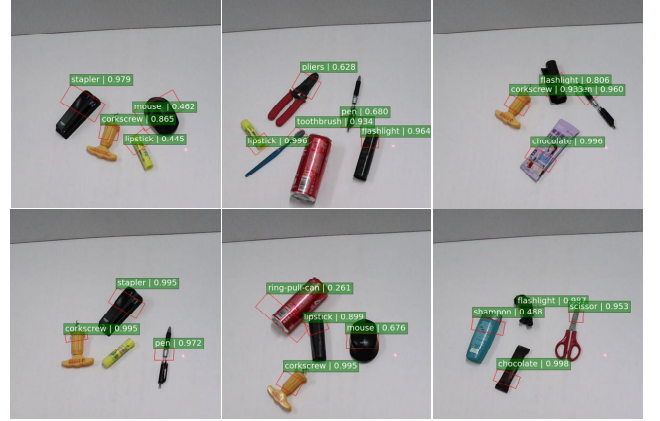 stapler | 0.979
mouse | 0.462
corkscrew | 0.865
lipstick | 0.445
pliers | 0.628
pen | 0.680
toothbrush | 0.934
flashlight | 0.964
lipstick | 0.996
flashlight | 0.806
corkscrew | 0.933
en | 0.960
chocolate | 0.996
stapler | 0.995
corkscrew | 0.995
pen | 0.972
ring-pull-can | 0.261
lipstick | 0.899
mouse | 0.676
corkscrew | 0.995
flashlight | 0.987
scissor | 0.953
shampoo | 0.488
chocolate | 0.998